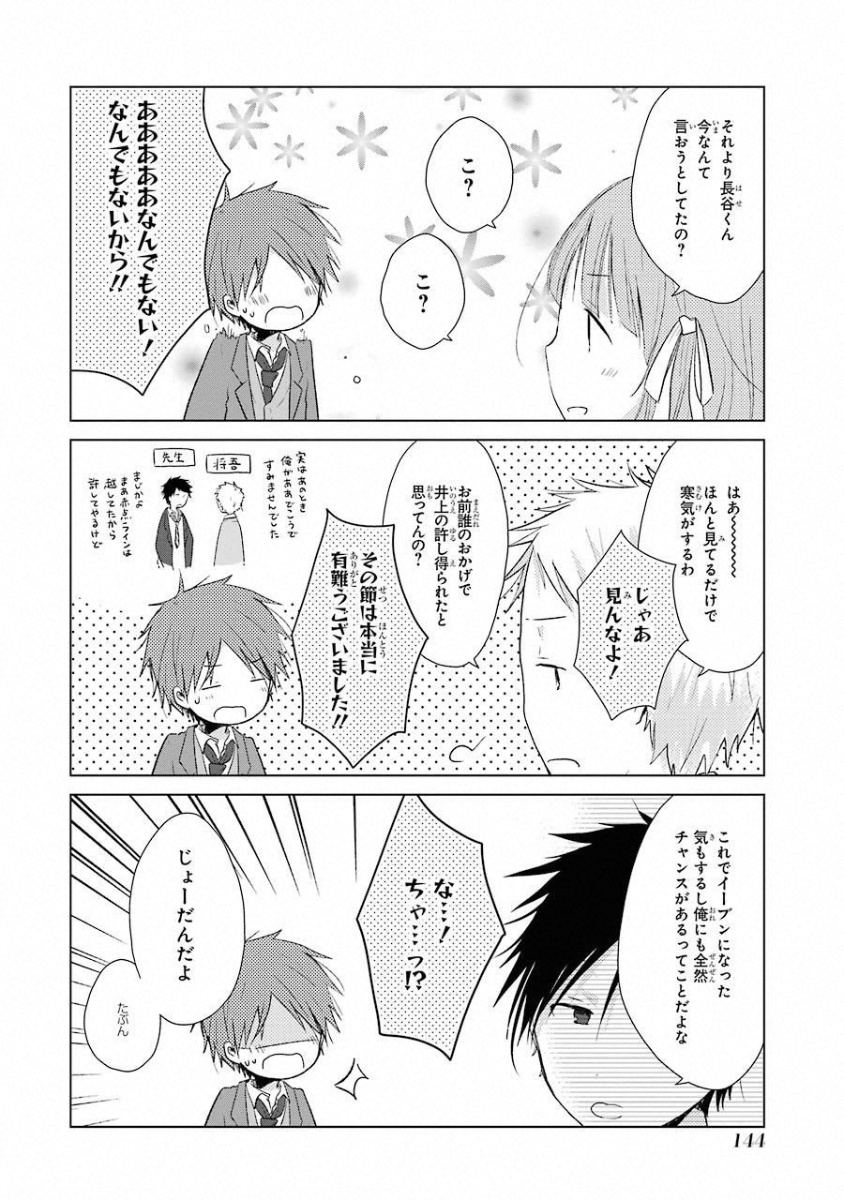 それより長谷くん
今なんて
言おうとしてたの？
こ？
こ？
あああああなんでもない！
なんでもないから！！
はあ〜〜〜〜〜
ほんと見てるだけで
寒気がするわ
じゃあ
見んなよ！
お前誰のおかげで
井上の許し得られたと
思ってんの？
その節は本当に
有難うございました！！
実はあのとき
俺がああでこうで
すみませんでした
将吾
先生
まじかよ
まあ赤点ラインは
越してたから
許してやるけど
これでイーブンになった
気もするし俺にも全然
チャンスがあるってことだよな
な…！
ちゃ…っ!?
じょーだんだよ
たぶん
144